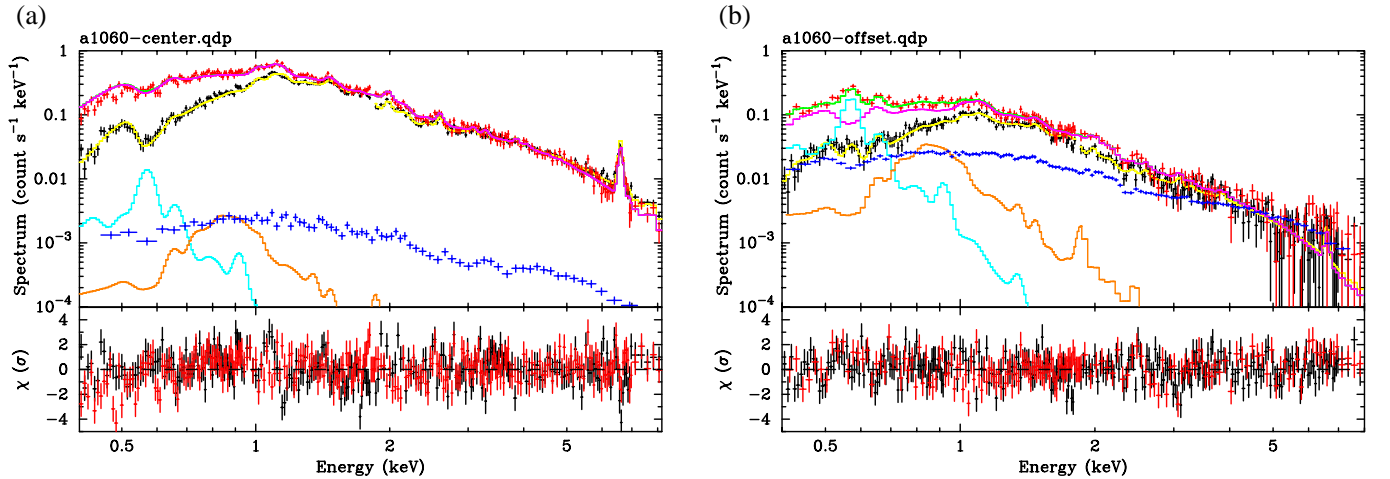 (a)
a1060-center.qdp
Spectrum (count s⁻¹ keV⁻¹)
1
0.1
0.01
10⁻³
10⁻⁴
χ (σ)
4
2
0
−2
−4
0.5
1
2
5
Energy (keV)
(b)
a1060-offset.qdp
Spectrum (count s⁻¹ keV⁻¹)
1
0.1
0.01
10⁻³
10⁻⁴
χ (σ)
4
2
0
−2
−4
0.5
1
2
5
Energy (keV)